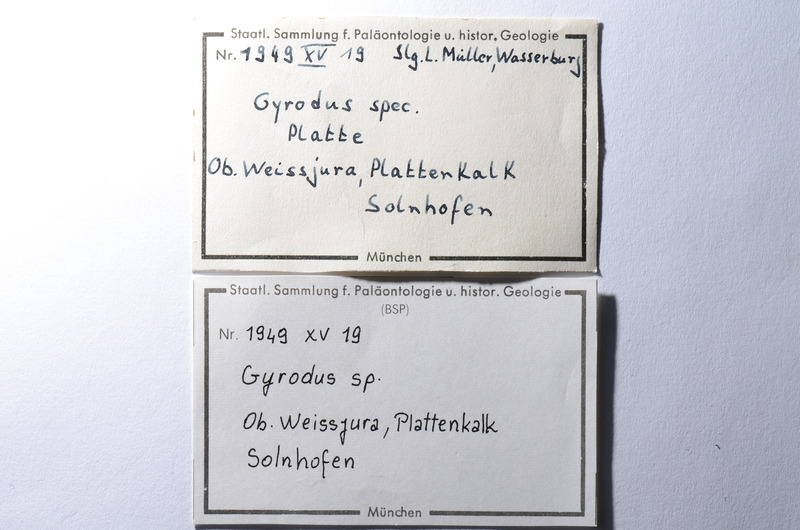 Staatl. Sammlung f. Paläontologie u. histor. Geologie
Nr. 1949 XV 19 Slg. L. Müller, Wasserburg
Gyrodus spec.
Platte
Ob. Weissjura, Plattenkalk
Solnhofen
München
Staatl. Sammlung f. Paläontologie u. histor. Geologie
(BSP)
Nr. 1949 XV 19
Gyrodus sp.
Ob. Weissjura, Plattenkalk
Solnhofen
München